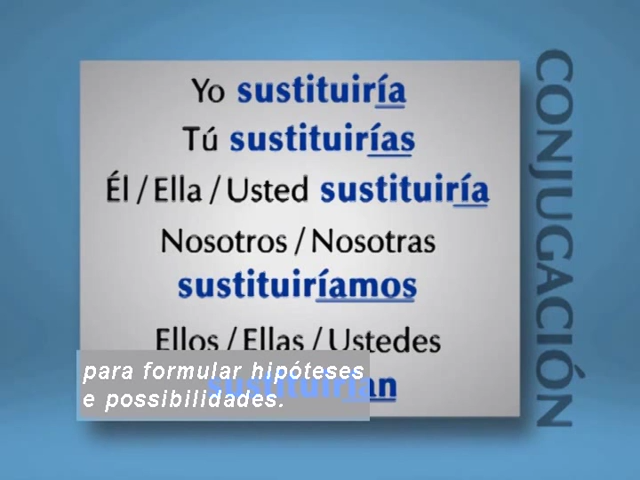 Yo sustituiría
Tú sustituirías
Él / Ella / Usted sustituiría
Nosotros / Nosotras
sustituiríamos
Ellos / Ellas / Ustedes
sustituirían
para formular hipóteses
e possibilidades.
CONJUGACIÓN